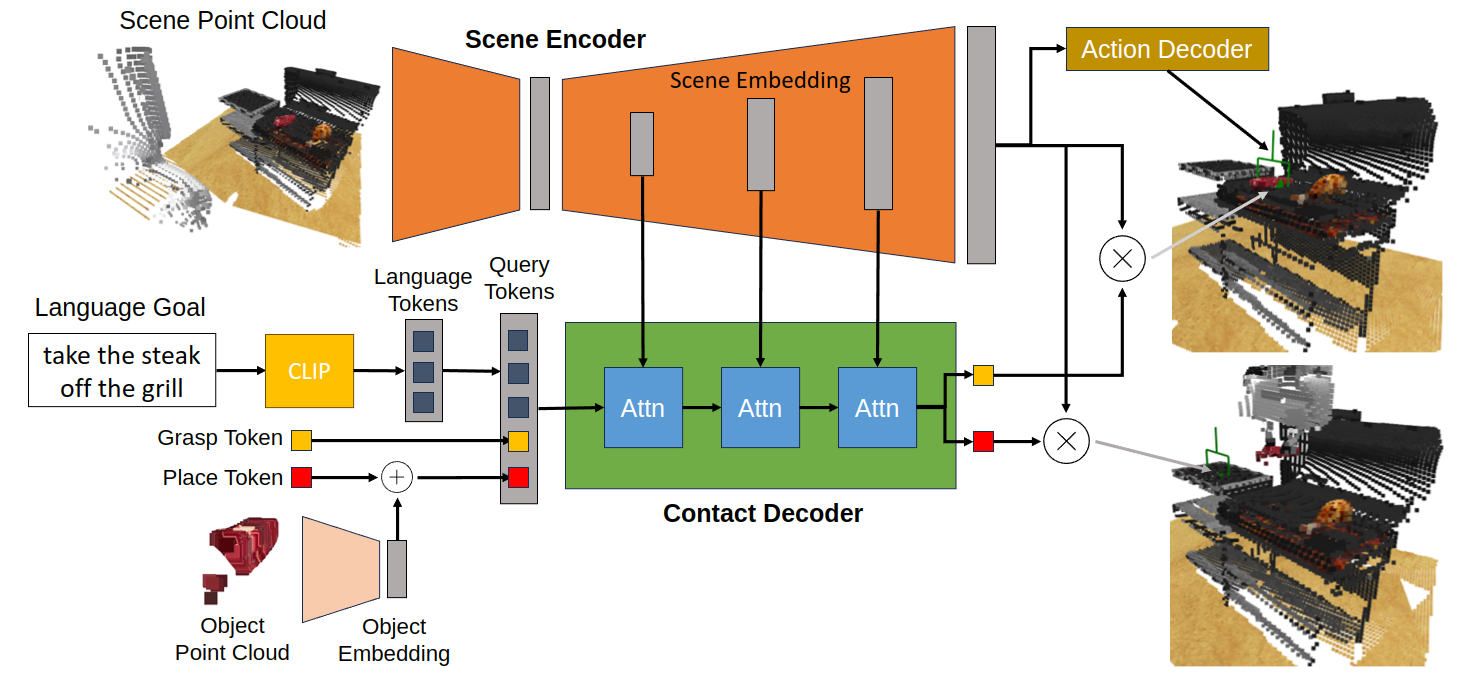 Scene Point Cloud
Scene Encoder
Action Decoder
Scene Embedding
Language
Tokens
Query
Tokens
Language Goal
take the steak
off the grill
CLIP
Attn
Attn
Attn
Grasp Token
Place Token
Contact Decoder
Object
Point Cloud
Object
Embedding